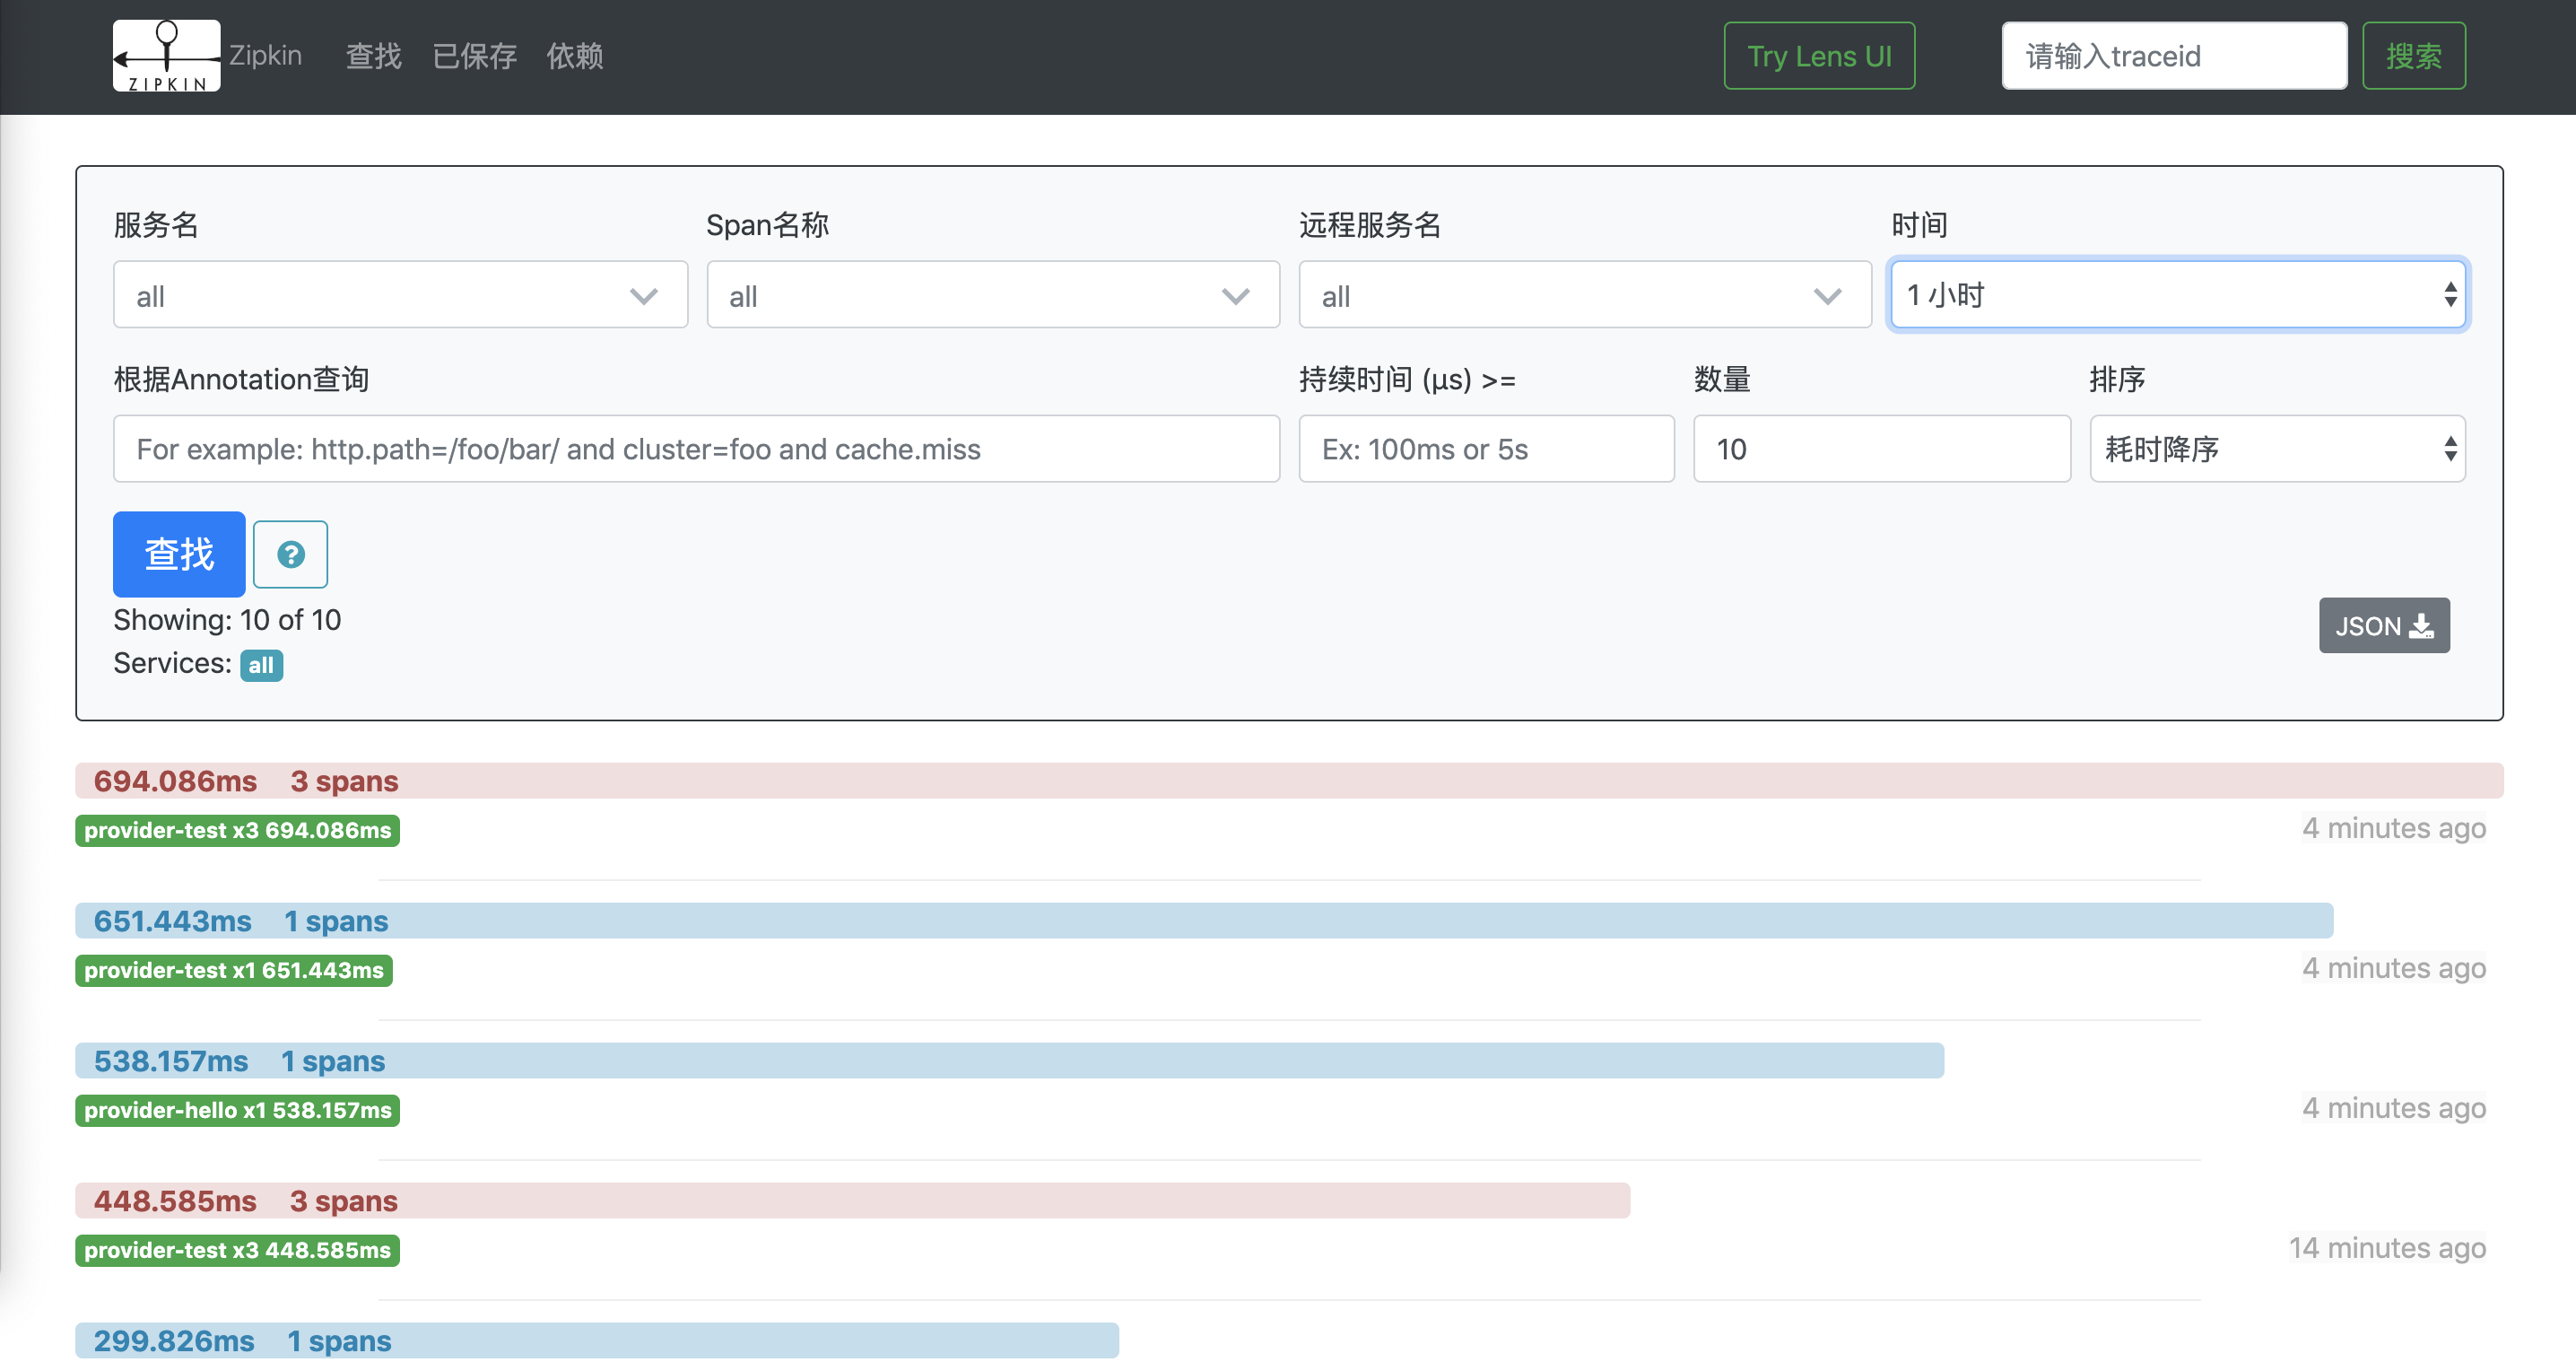 ZIPKIN Zipkin 查找 已保存 依赖 Try Lens UI 请输入traceid 搜索
服务名 Span名称 远程服务名 时间
all all all 1 小时
根据Annotation查询 持续时间 (μs) >= 数量 排序
For example: http.path=/foo/bar/ and cluster=foo and cache.miss Ex: 100ms or 5s 10 耗时降序
查找 ?
Showing: 10 of 10 JSON
Services: all
694.086ms 3 spans
provider-test x3 694.086ms 4 minutes ago
651.443ms 1 spans
provider-test x1 651.443ms 4 minutes ago
538.157ms 1 spans
provider-hello x1 538.157ms 4 minutes ago
448.585ms 3 spans
provider-test x3 448.585ms 14 minutes ago
299.826ms 1 spans